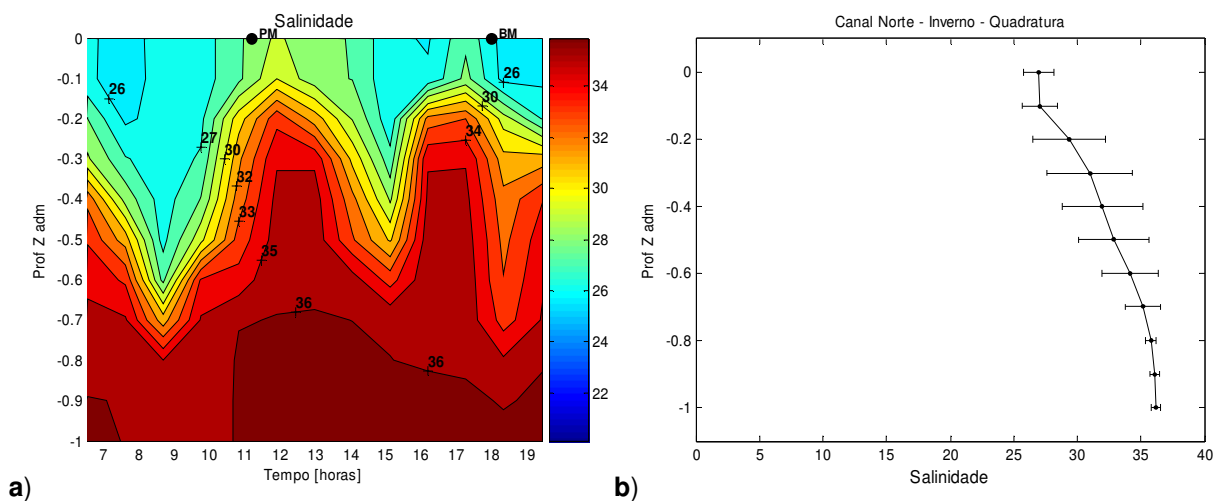 Salinidade
PM
BM
0
-0.1
-0.2
-0.3
-0.4
-0.5
-0.6
-0.7
-0.8
-0.9
-1
Prof Z adm
26
27
30
32
33
35
36
36
34
30
26
7 8 9 10 11 12 13 14 15 16 17 18 19
Tempo [horas]
34
32
30
28
26
24
22
a)
Canal Norte - Inverno - Quadratura
0
-0.2
-0.4
-0.6
-0.8
-1
Prof Z adm
0 5 10 15 20 25 30 35 40
Salinidade
b)